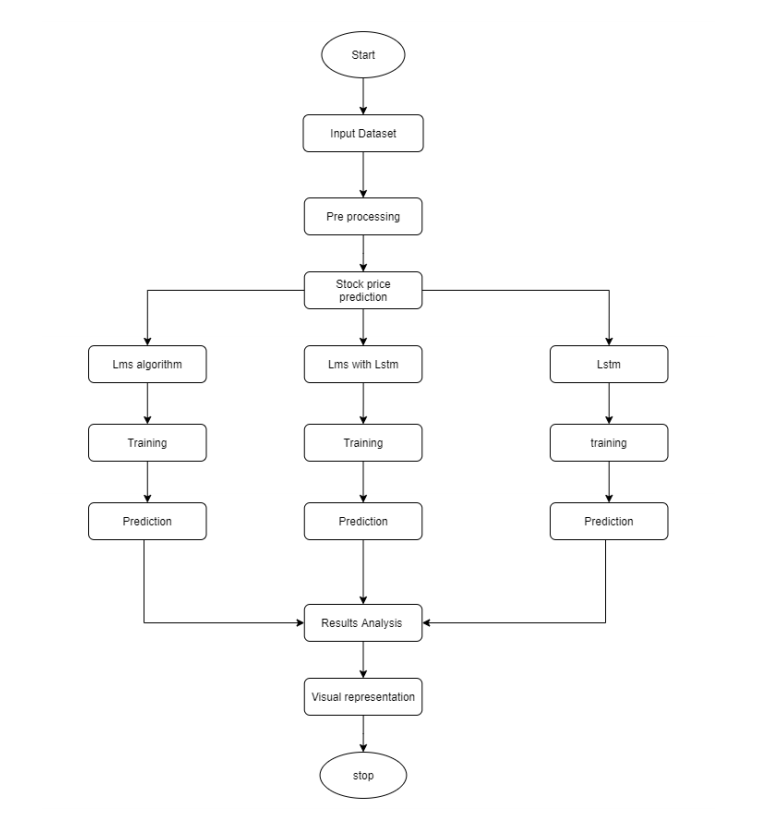 Start
Input Dataset
Pre processing
Stock price
prediction
Lms algorithm
Lms with Lstm
Lstm
Training
Training
training
Prediction
Prediction
Prediction
Results Analysis
Visual representation
stop